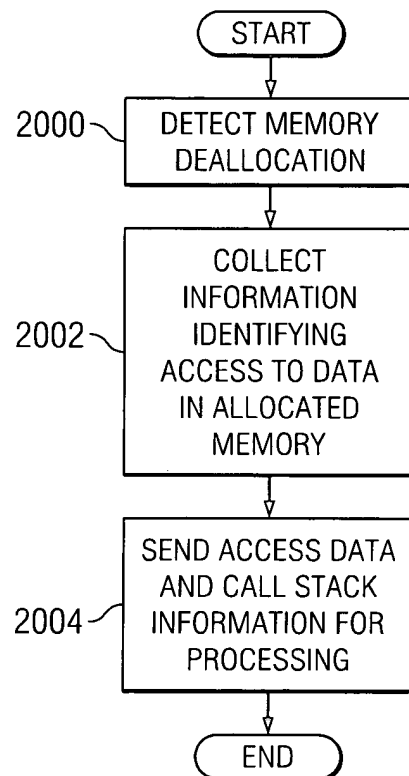 START
2000
DETECT MEMORY
DEALLOCATION
2002
COLLECT
INFORMATION
IDENTIFYING
ACCESS TO DATA
IN ALLOCATED
MEMORY
2004
SEND ACCESS DATA
AND CALL STACK
INFORMATION FOR
PROCESSING
END